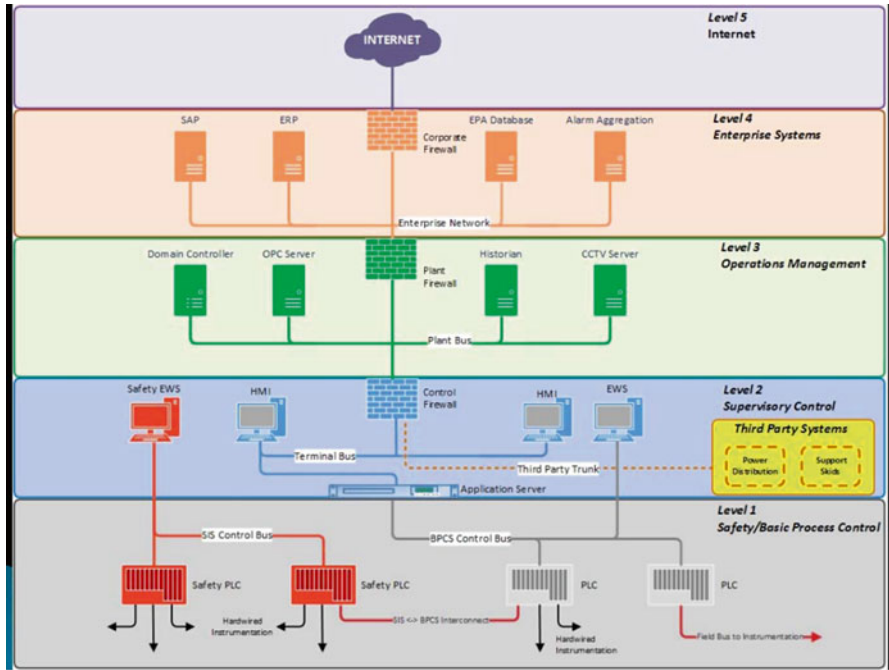 Level 5
Internet
INTERNET
Level 4
Enterprise Systems
SAP
ERP
Corporate
Firewall
EPA Database
Alarm Aggregation
Enterprise Network
Level 3
Operations Management
Domain Controller
OPC Server
Plant
Firewall
Historian
CCTV Server
Plant Bus
Level 2
Supervisory Control
Safety EWS
HMI
Control
Firewall
HMI
EWS
Third Party Systems
Power
Distribution
Support
Skids
Terminal Bus
Third Party Trunk
Application Server
Level 1
Safety/Basic Process Control
SIS Control Bus
BPCS Control Bus
Safety PLC
Safety PLC
PLC
PLC
Hardwired
Instrumentation
SIS <-> BPCS Interconnect
Hardwired
Instrumentation
Field Bus to Instrumentation